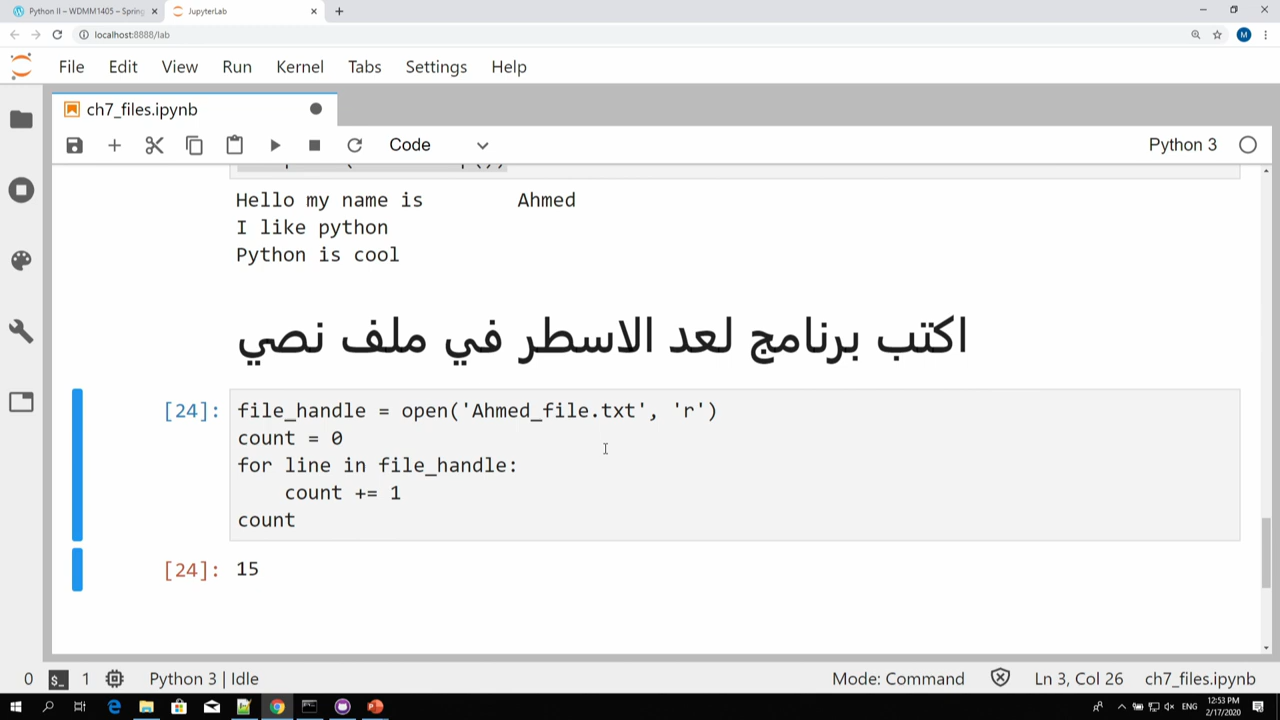 Python II – WDMM1405 – Spring
JupyterLab
localhost:8888/lab
M
File Edit View Run Kernel Tabs Settings Help
ch7_files.ipynb
Code
Python 3
Hello my name is Ahmed
I like python
Python is cool
اكتب برنامج لعد الاسطر في ملف نصي
[24]: file_handle = open('Ahmed_file.txt', 'r')
count = 0
for line in file_handle:
count += 1
count
[24]: 15
0 $_ 1 Python 3 | Idle Mode: Command Ln 3, Col 26 ch7_files.ipynb
ENG
12:53 PM
2/17/2020